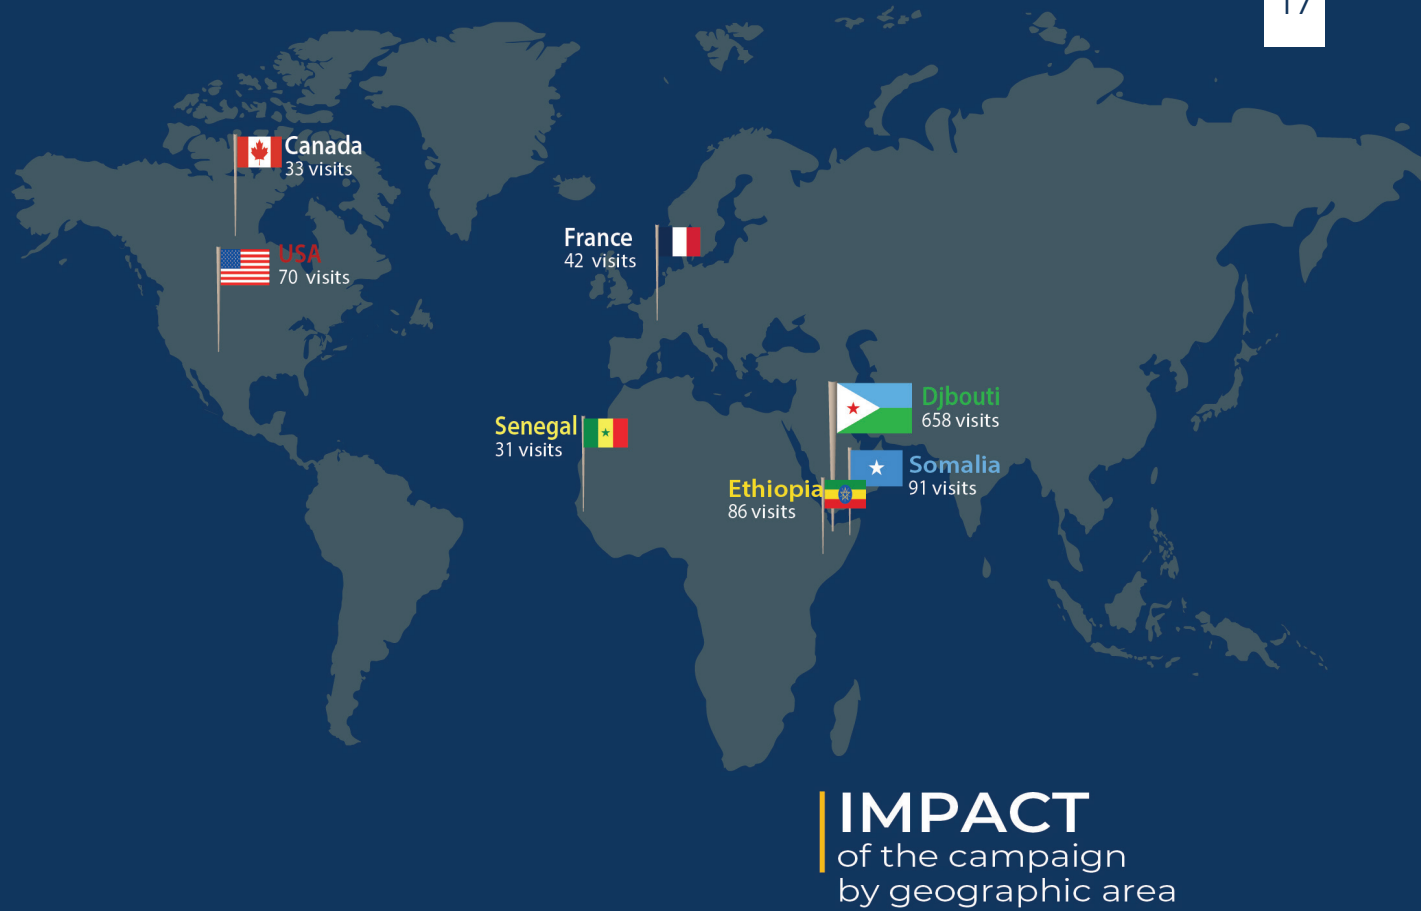 17
Canada
33 visits
USA
70 visits
France
42 visits
Senegal
31 visits
Djbouti
658 visits
Somalia
91 visits
Ethiopia
86 visits
IMPACT
of the campaign
by geographic area